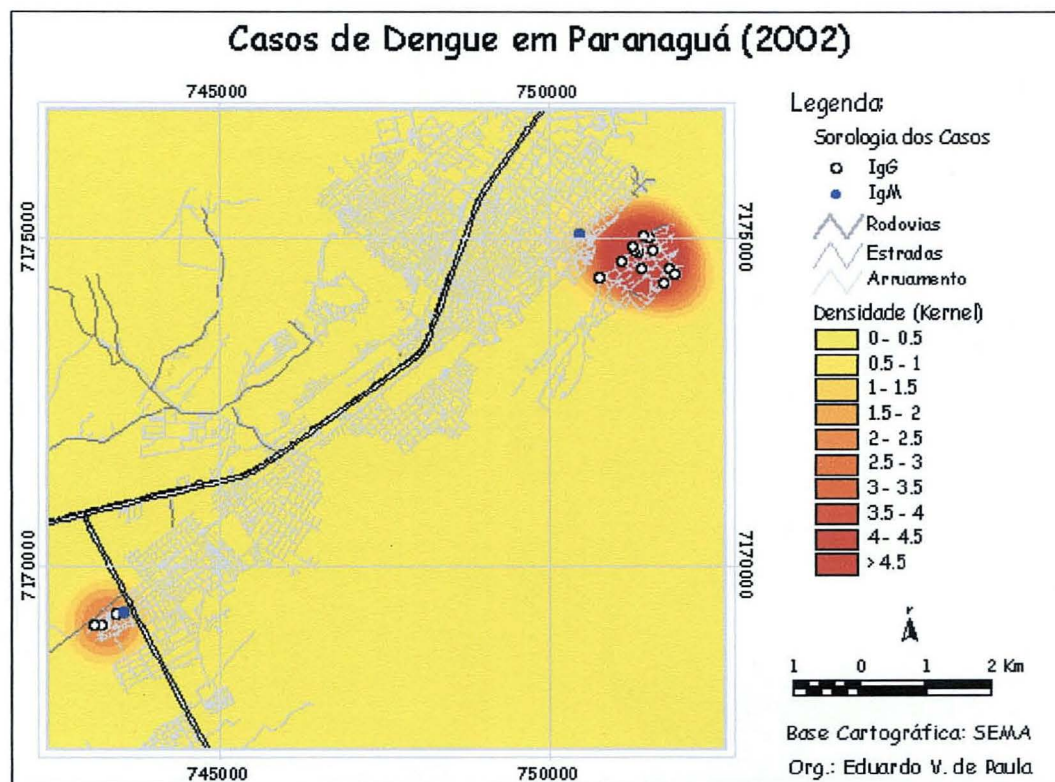 Casos de Dengue em Paranaguá (2002)
745000 750000
7175000 7175000
7170000 7170000
745000 750000
Legenda:
Sorologia dos Casos
IgG
IgM
Rodovias
Estradas
Arruamento
Densidade (Kernel)
0 - 0.5
0.5 - 1
1 - 1.5
1.5 - 2
2 - 2.5
2.5 - 3
3 - 3.5
3.5 - 4
4 - 4.5
> 4.5
1 0 1 2 Km
Base Cartográfica: SEMA
Org.: Eduardo V. de Paula